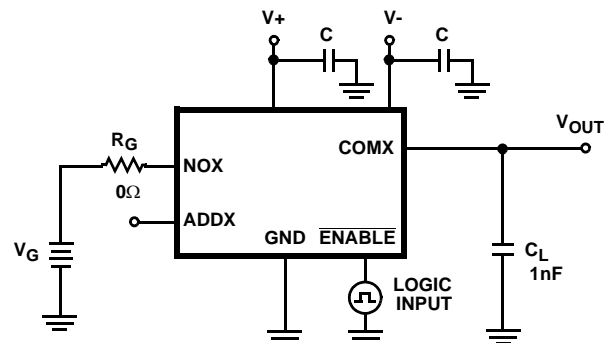 V+
V-
C
C
RG
0Ω
NOX
COMX
VOUT
ADDX
GND
ENABLE
VG
LOGIC
INPUT
CL
1nF